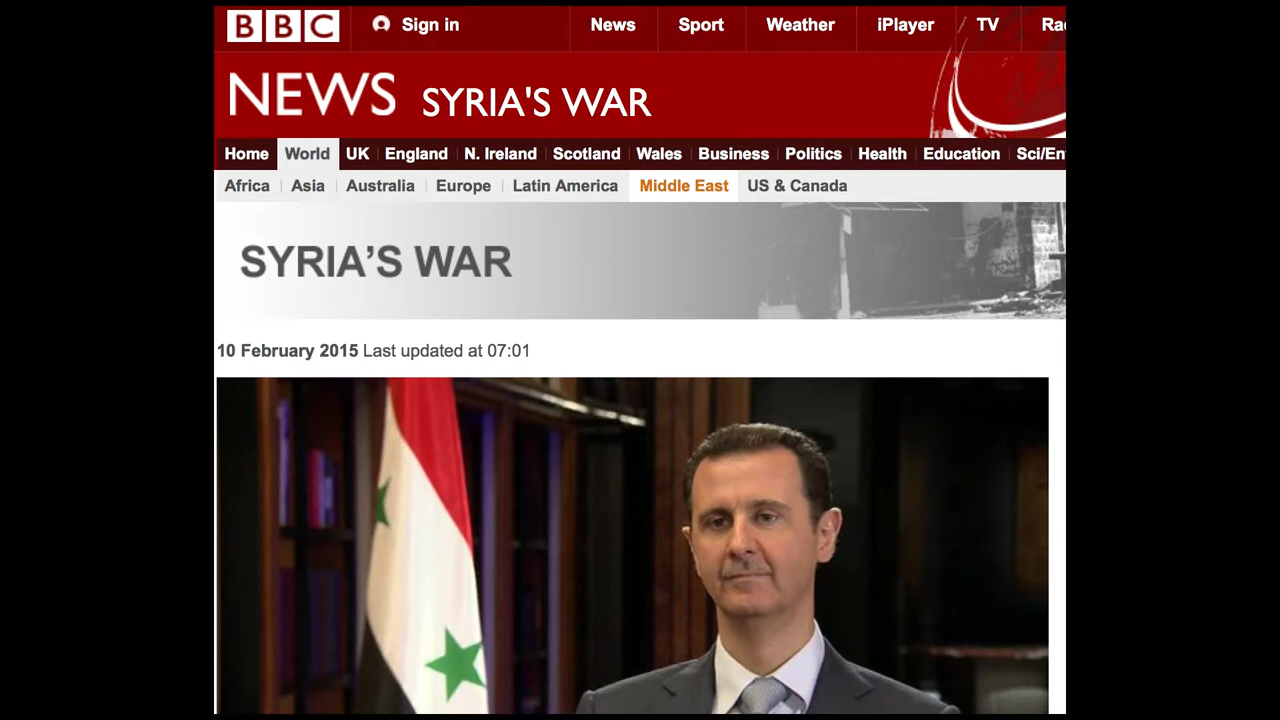 BBC Sign in News Sport Weather iPlayer TV
NEWS SYRIA'S WAR
Home World UK England N. Ireland Scotland Wales Business Politics Health Education Sci/En
Africa Asia Australia Europe Latin America Middle East US & Canada
SYRIA’S WAR
10 February 2015 Last updated at 07:01